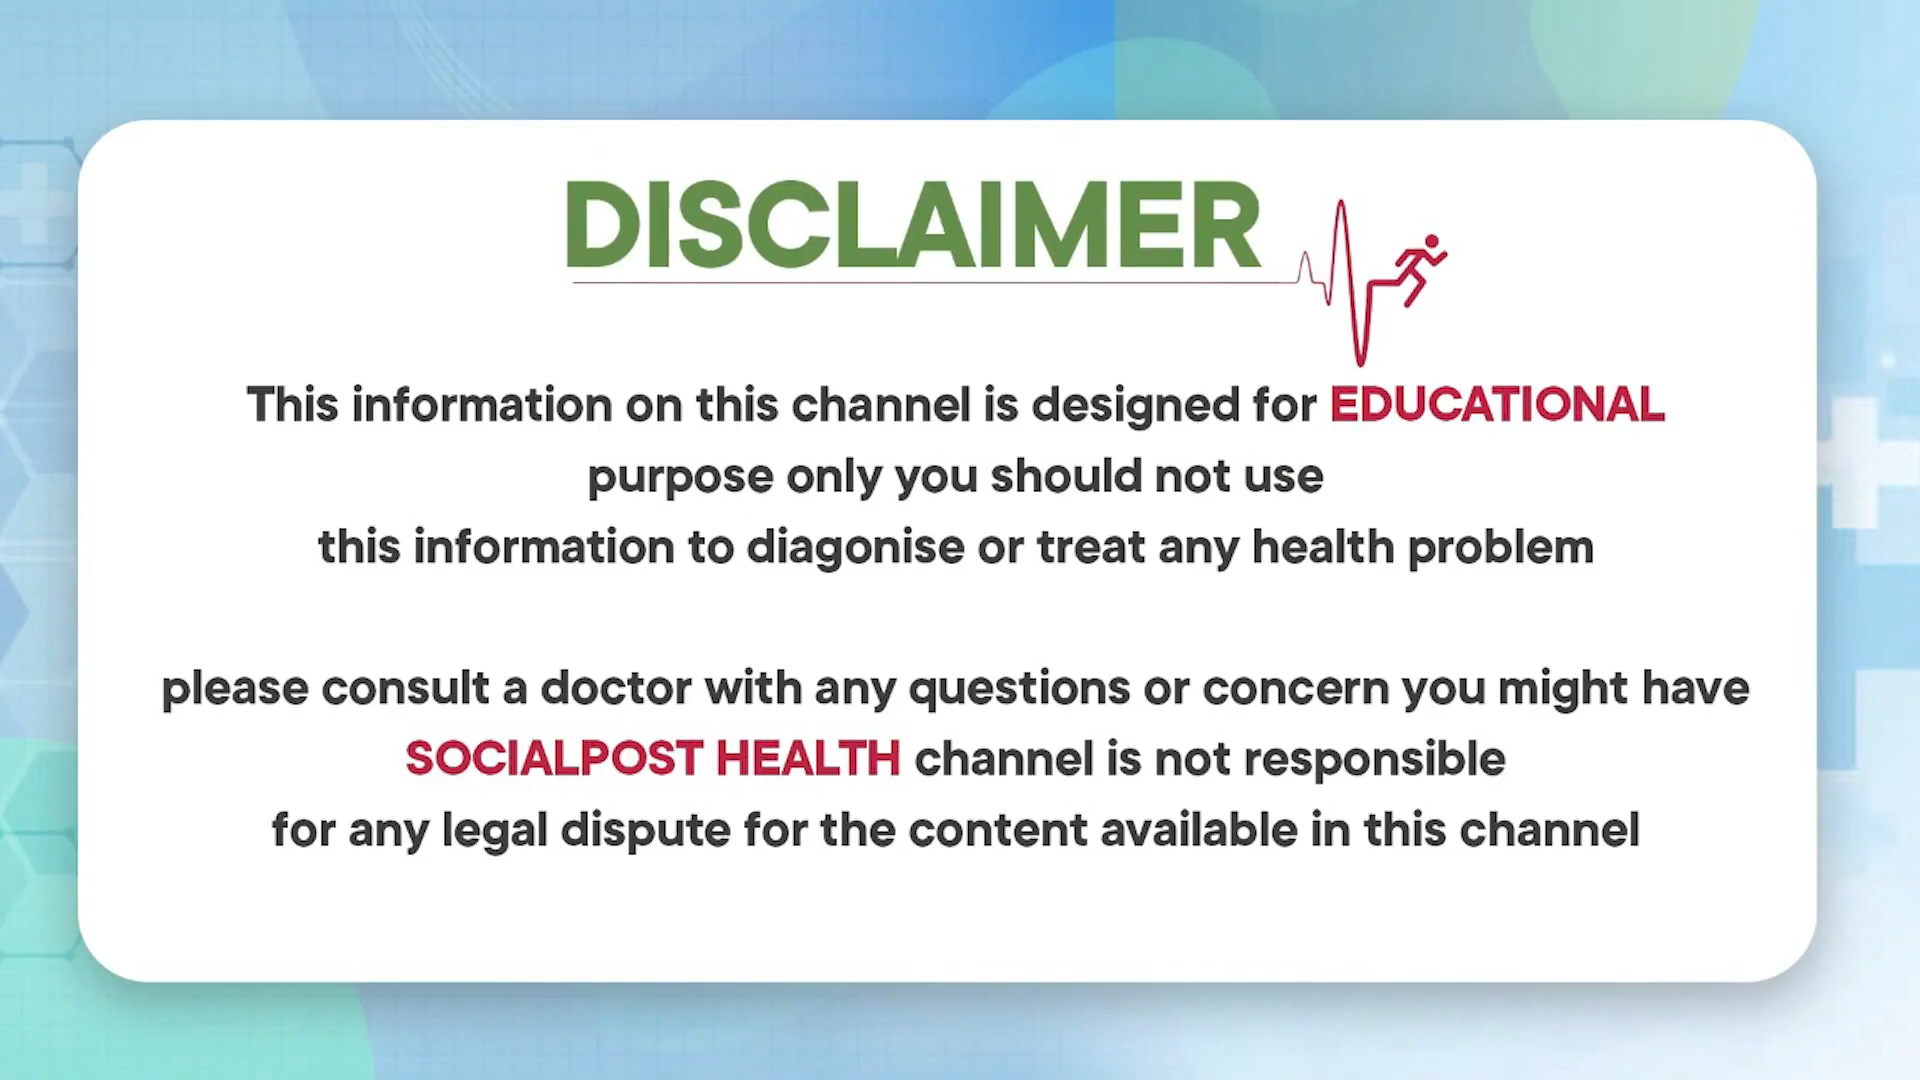 DISCLAIMER
This information on this channel is designed for EDUCATIONAL
purpose only you should not use
this information to diagonise or treat any health problem
please consult a doctor with any questions or concern you might have
SOCIALPOST HEALTH channel is not responsible
for any legal dispute for the content available in this channel